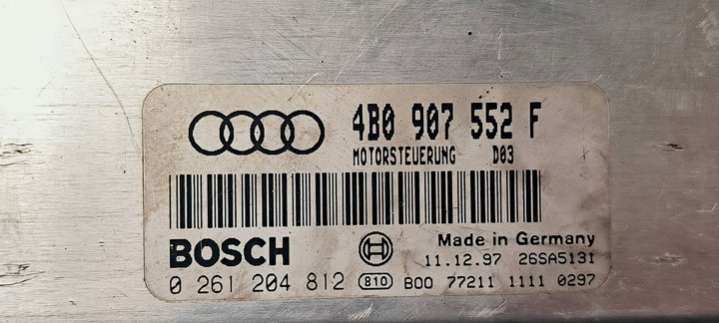 4B0 907 552 F
MOTORSTEUERUNG D03
BOSCH
Made in Germany
11.12.97 26SA5131
0 261 204 812 810 B00 77211 1111 0297